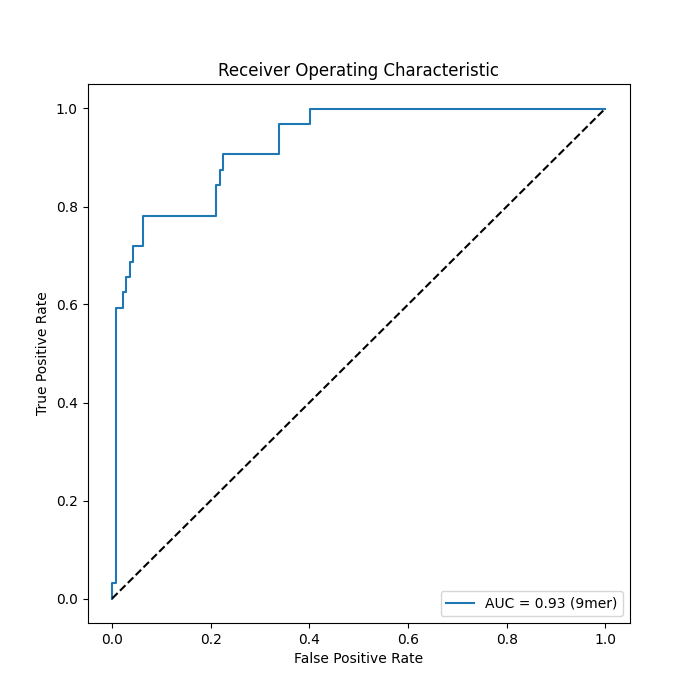 Receiver Operating Characteristic
True Positive Rate
1.0
0.8
0.6
0.4
0.2
0.0
AUC = 0.93 (9mer)
0.0 0.2 0.4 0.6 0.8 1.0
False Positive Rate